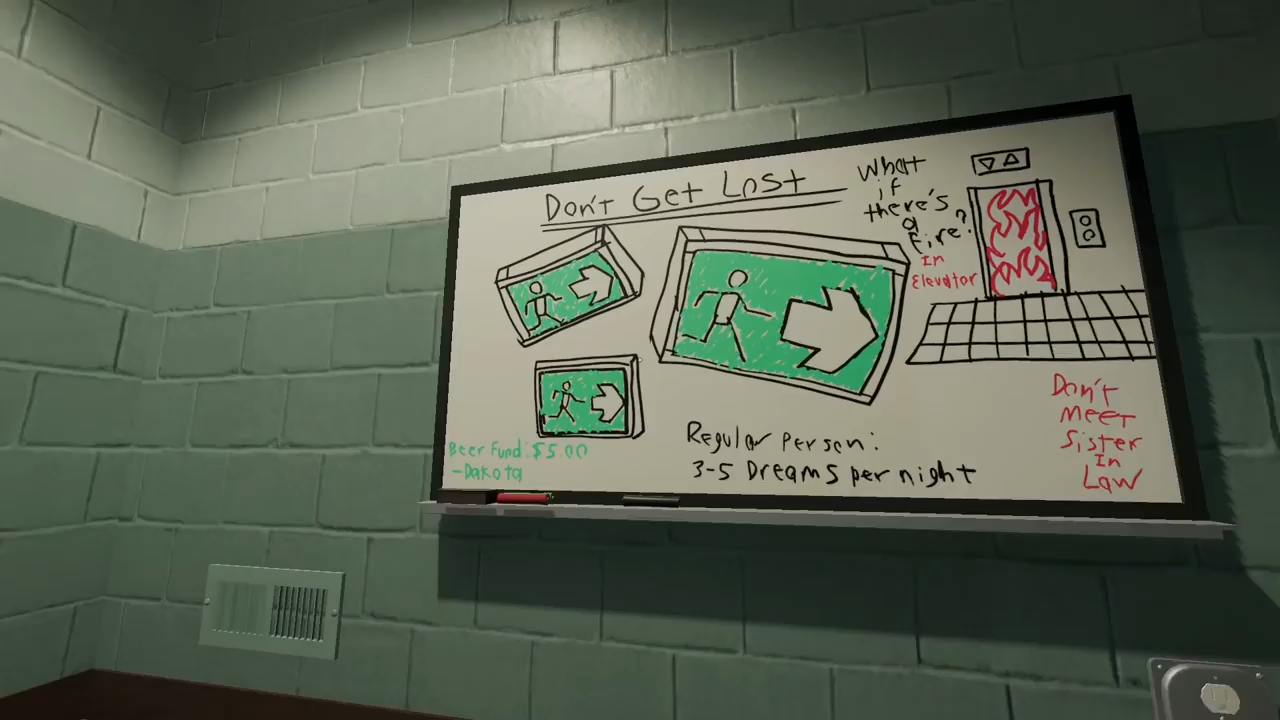 Don't Get Lost
What
if
there's
a
fire?
In
Elevator
Beer Fund: $5.00
-Dakota
Regular person:
3-5 Dreams per night
Don't
Meet
Sister
In
Law